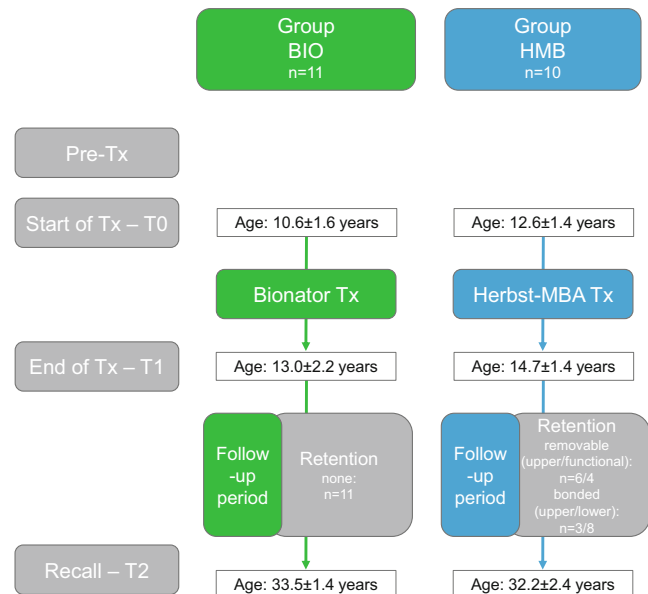 Group
BIO
n=11
Group
HMB
n=10
Pre-Tx
Start of Tx – T0
Age: 10.6±1.6 years
Age: 12.6±1.4 years
Bionator Tx
Herbst-MBA Tx
End of Tx – T1
Age: 13.0±2.2 years
Age: 14.7±1.4 years
Follow
-up
period
Retention
none:
n=11
Follow
-up
period
Retention
removable
(upper/functional):
n=6/4
bonded
(upper/lower):
n=3/8
Recall – T2
Age: 33.5±1.4 years
Age: 32.2±2.4 years